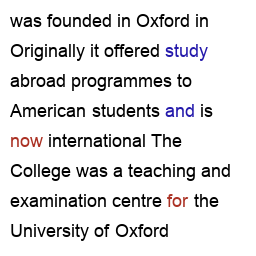 was founded in Oxford in
Originally it offered study
abroad programmes to
American students and is
now international The
College was a teaching and
examination centre for the
University of Oxford